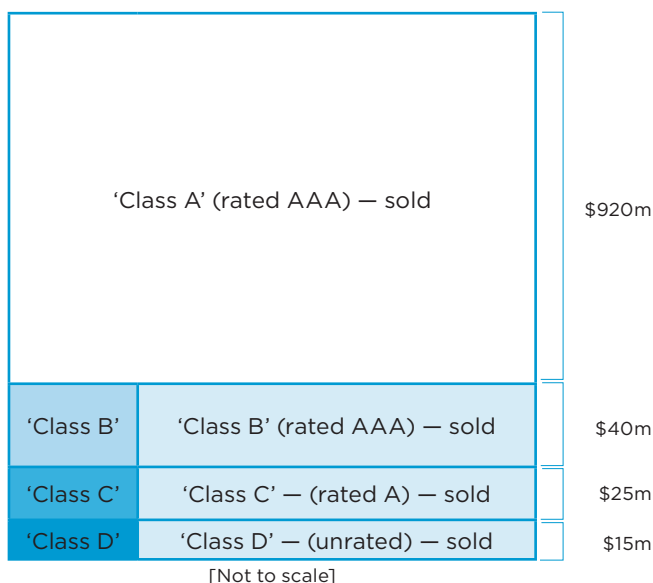 ‘Class A’ (rated AAA) — sold
$920m
‘Class B’ ‘Class B’ (rated AAA) — sold $40m
‘Class C’ ‘Class C’ — (rated A) — sold $25m
‘Class D’ ‘Class D’ — (unrated) — sold $15m
[Not to scale]